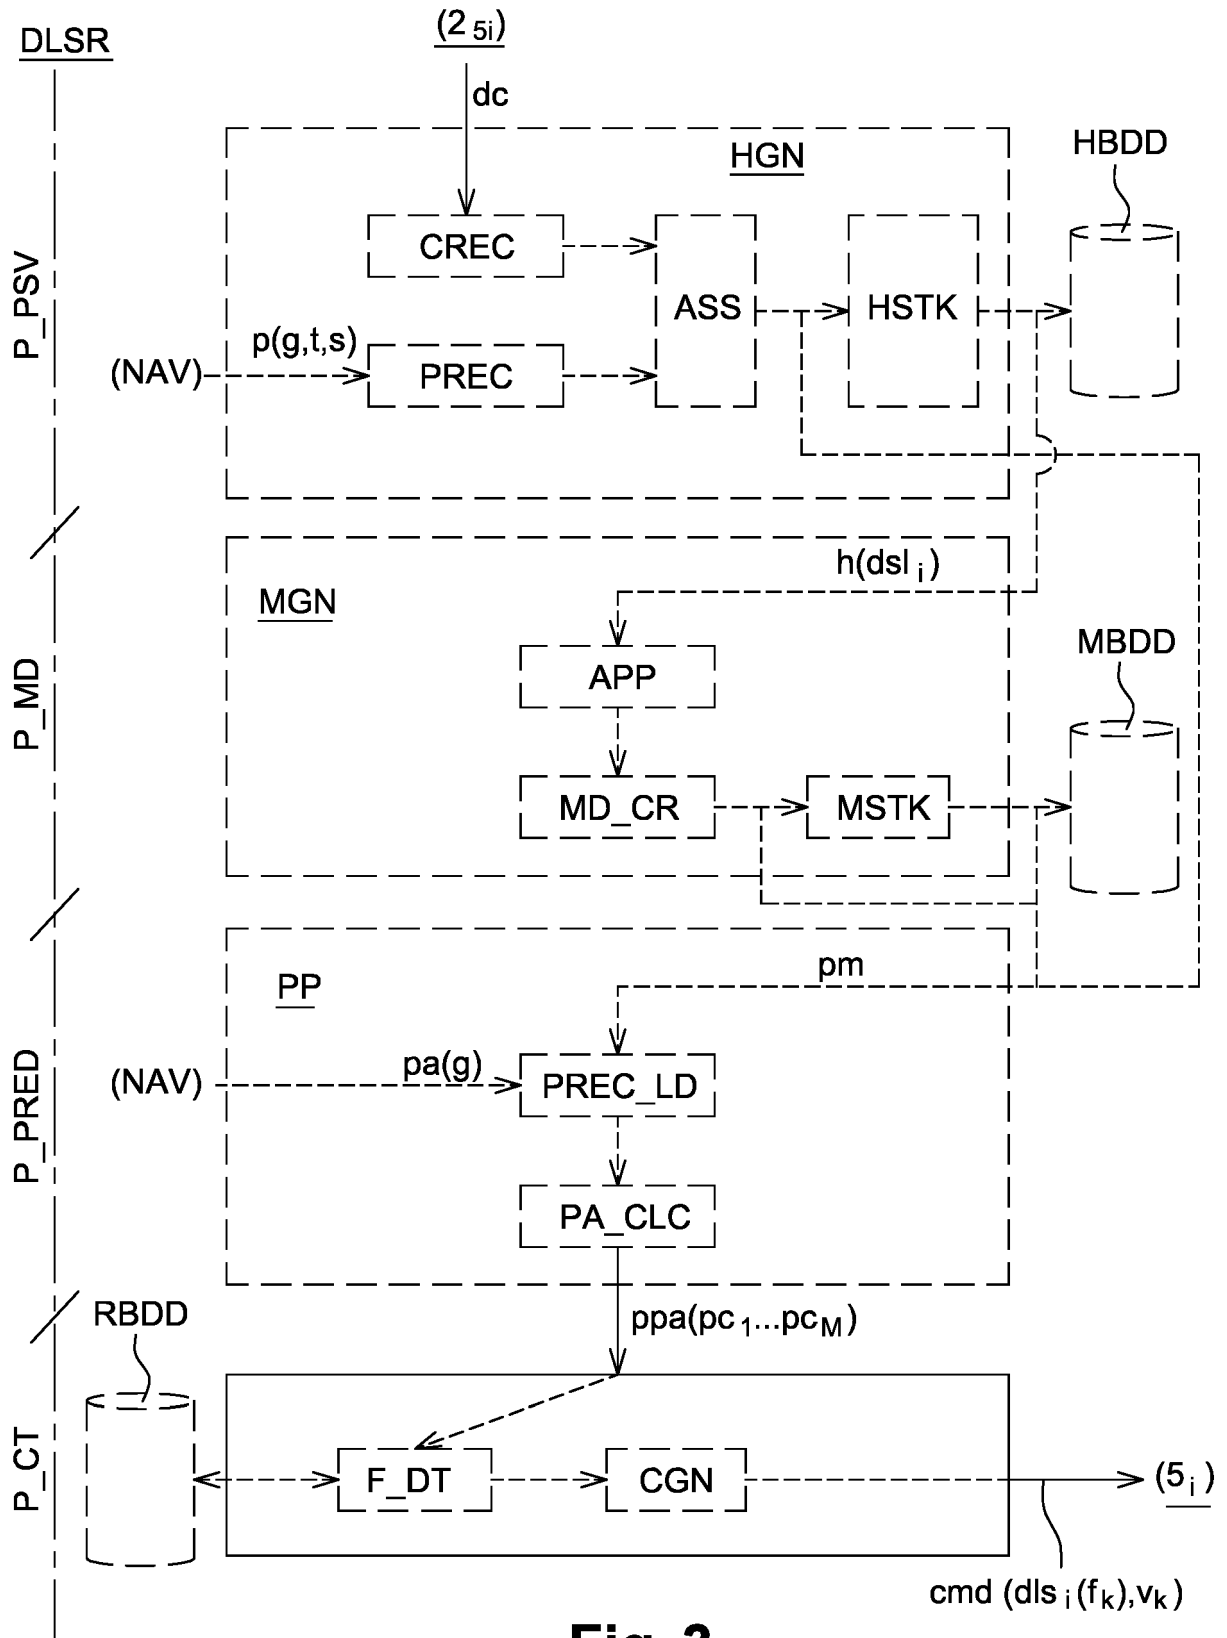 DLSR
(2 5i)
dc
HGN
HBDD
CREC
ASS
HSTK
P_PSV
p(g,t,s)
(NAV)
PREC
h(dsl i)
MGN
APP
MBDD
P_MD
MD_CR
MSTK
pm
PP
pa(g)
(NAV)
PREC_LD
P_PRED
PA_CLC
RBDD
ppa(pc 1...pc M)
P_CT
F_DT
CGN
(5 i)
cmd (dls i (f k),v k)